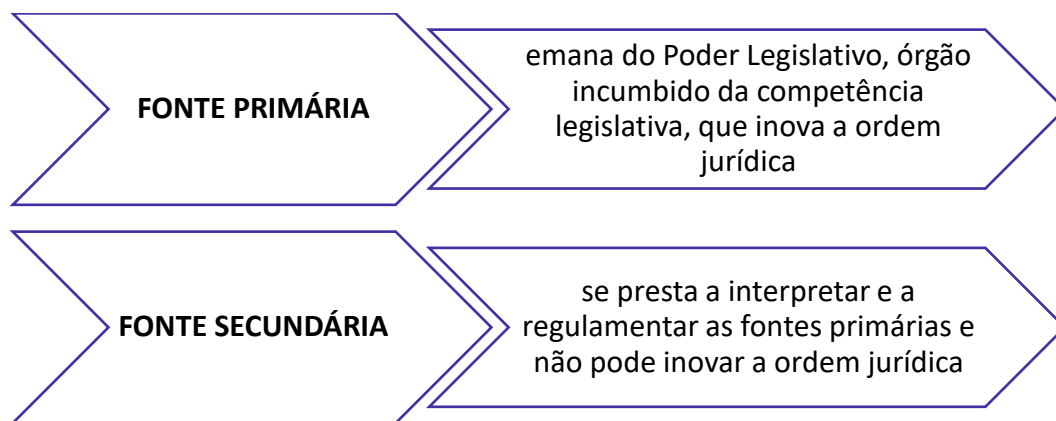 FONTE PRIMÁRIA
emana do Poder Legislativo, órgão
incumbido da competência
legislativa, que inova a ordem
jurídica
FONTE SECUNDÁRIA
se presta a interpretar e a
regulamentar as fontes primárias e
não pode inovar a ordem jurídica